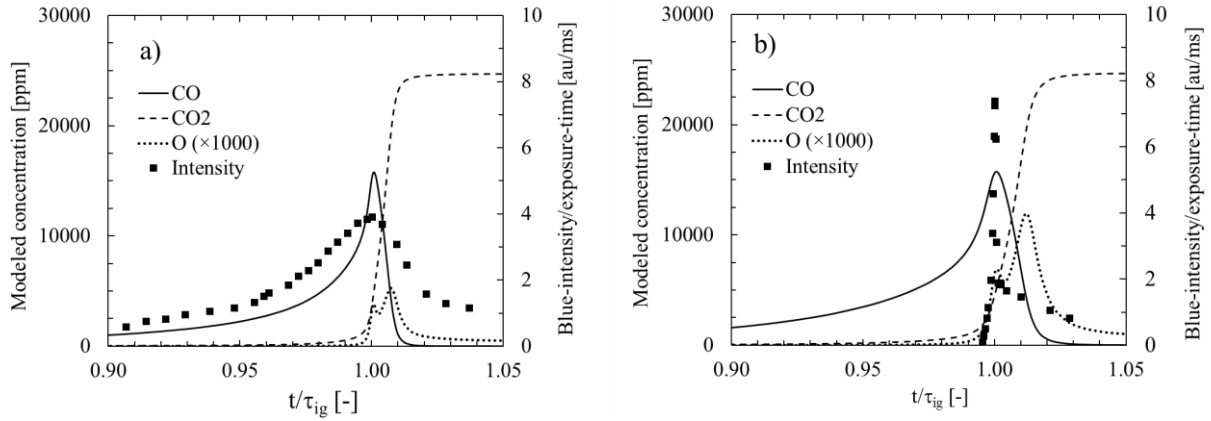 a)
CO
CO2
O (×1000)
Intensity
Modeled concentration [ppm]
30000
20000
10000
0
Blue-intensity/exposure-time [au/ms]
10
8
6
4
2
0
0.90 0.95 1.00 1.05
t/τig [-]
b)
CO
CO2
O (×1000)
Intensity
Modeled concentration [ppm]
30000
20000
10000
0
Blue-intensity/exposure-time [au/ms]
10
8
6
4
2
0
0.90 0.95 1.00 1.05
t/τig [-]